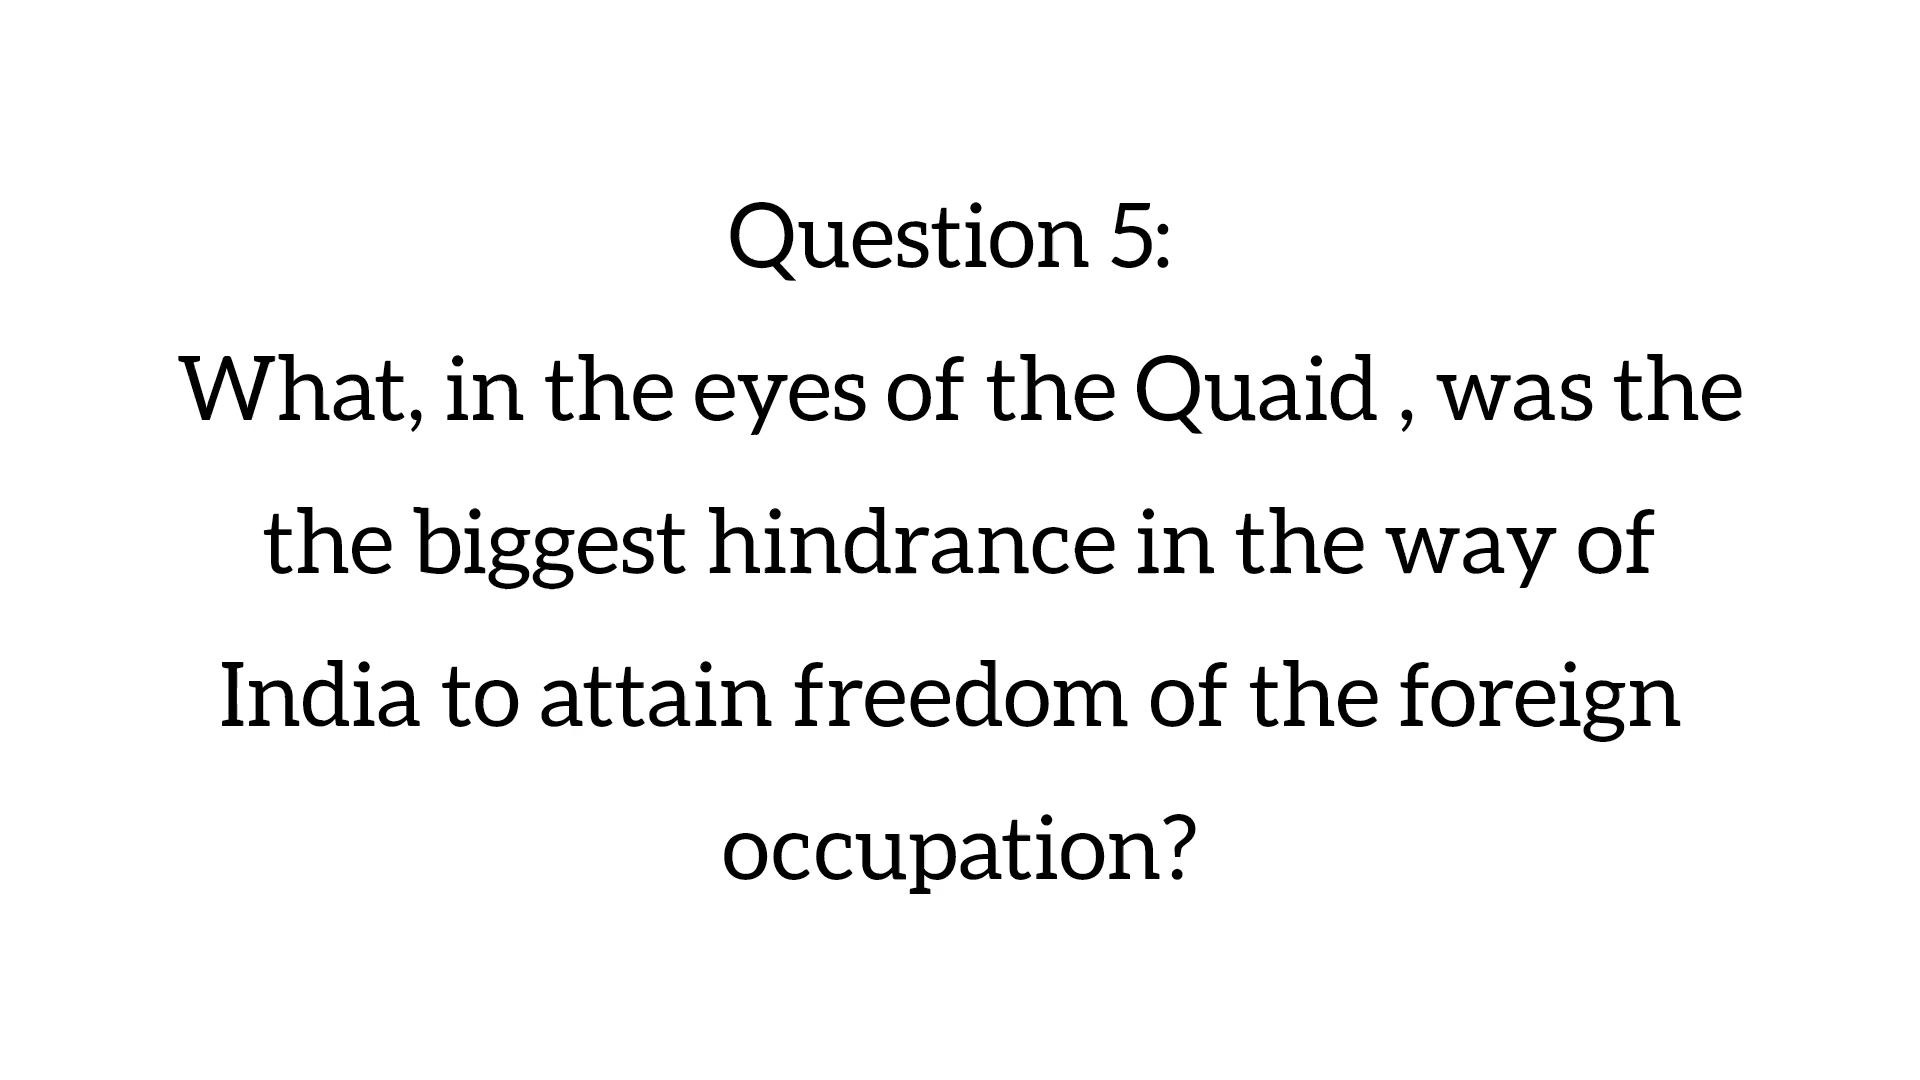 Question 5:
What, in the eyes of the Quaid , was the
the biggest hindrance in the way of
India to attain freedom of the foreign
occupation?